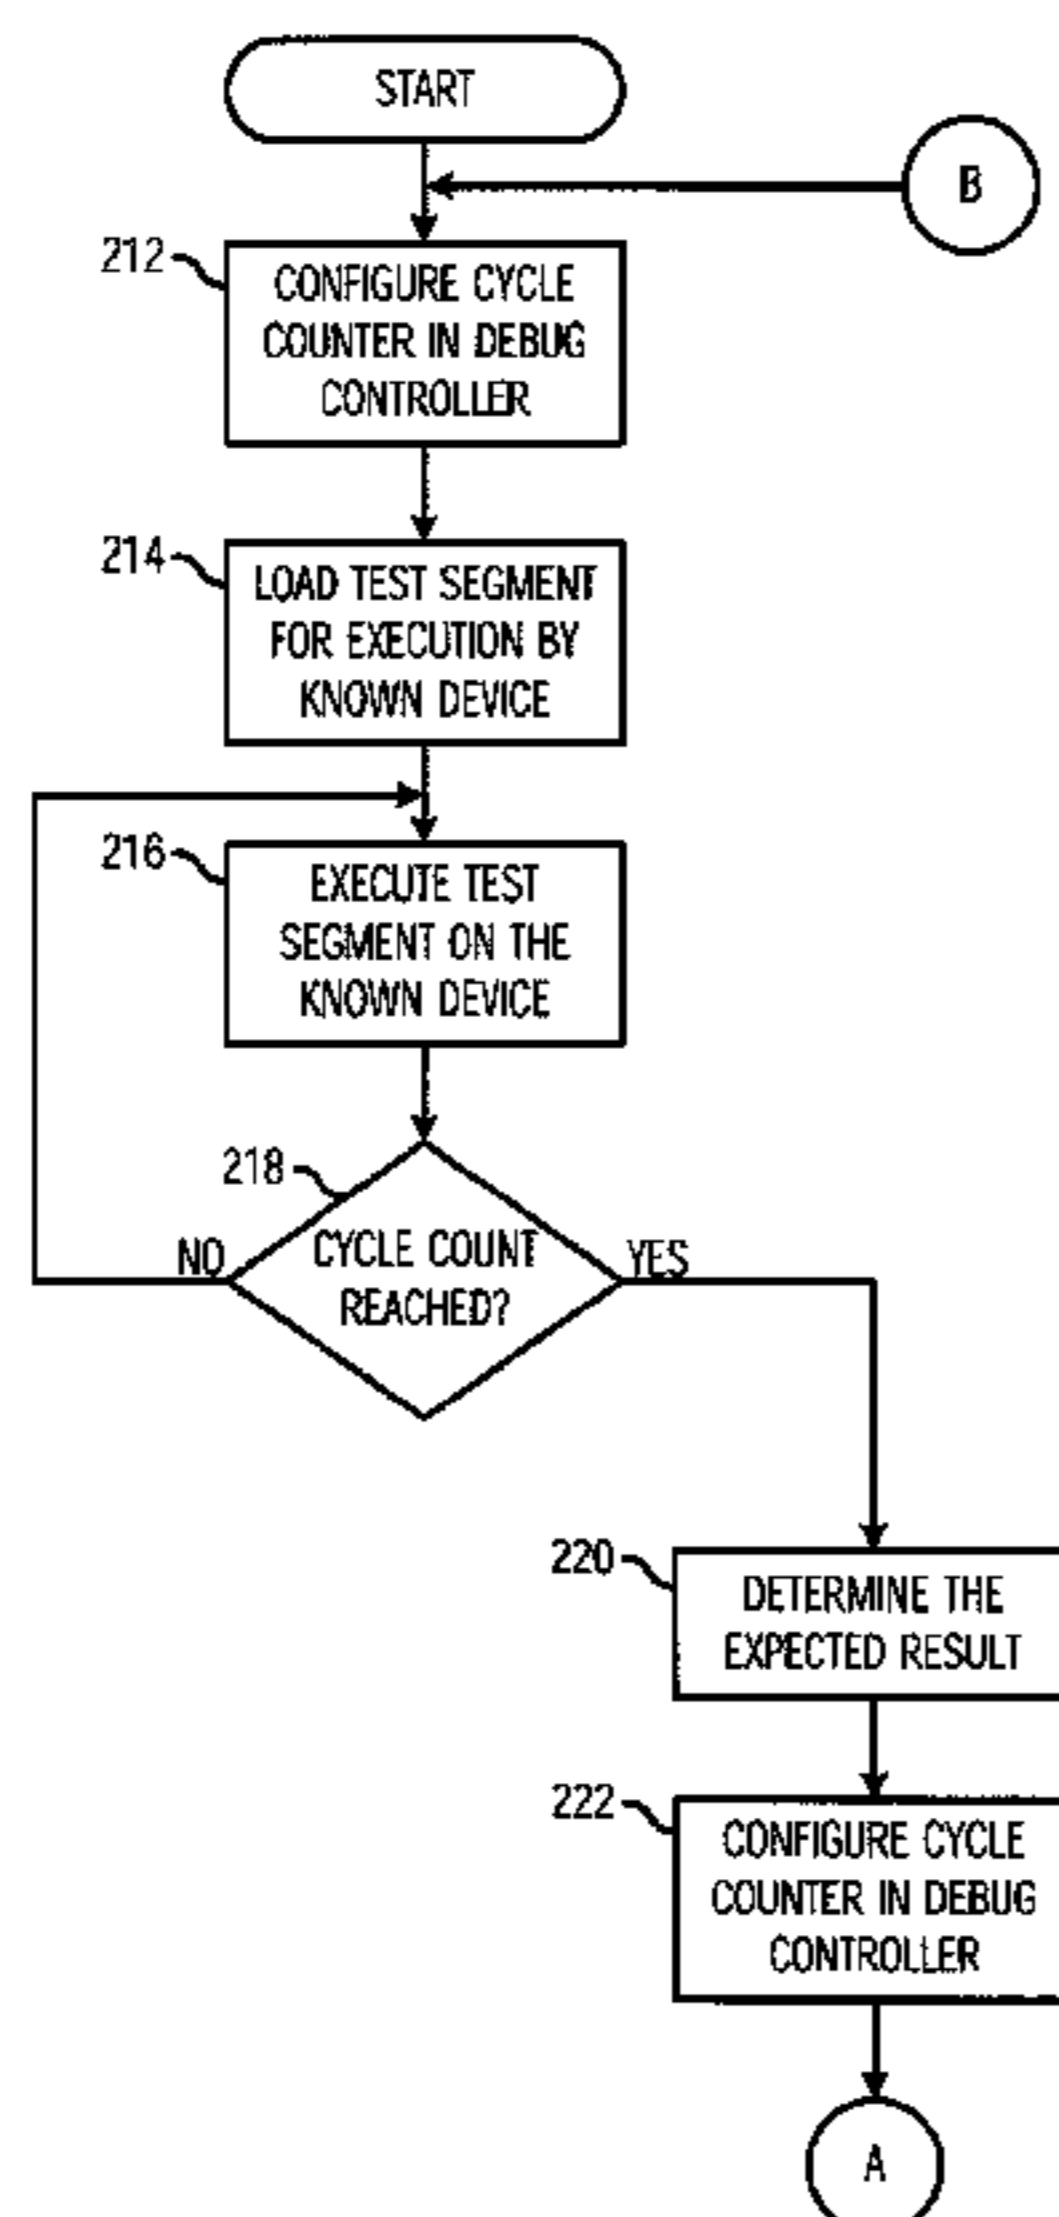 START
B
212
CONFIGURE CYCLE
COUNTER IN DEBUG
CONTROLLER
214
LOAD TEST SEGMENT
FOR EXECUTION BY
KNOWN DEVICE
216
EXECUTE TEST
SEGMENT ON THE
KNOWN DEVICE
218
CYCLE COUNT
REACHED?
NO
YES
220
DETERMINE THE
EXPECTED RESULT
222
CONFIGURE CYCLE
COUNTER IN DEBUG
CONTROLLER
A